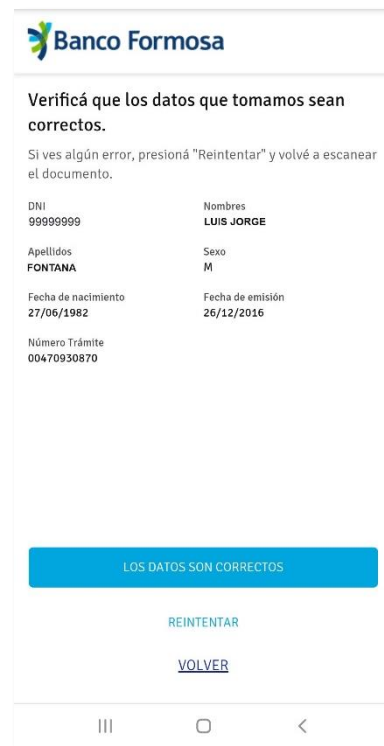 Banco Formosa
Verificá que los datos que tomamos sean
correctos.
Si ves algún error, presioná "Reintentar" y volvé a escanear
el documento.
DNI
99999999
Nombres
LUIS JORGE
Apellidos
FONTANA
Sexo
M
Fecha de nacimiento
27/06/1982
Fecha de emisión
26/12/2016
Número Trámite
00470930870
LOS DATOS SON CORRECTOS
REINTENTAR
VOLVER